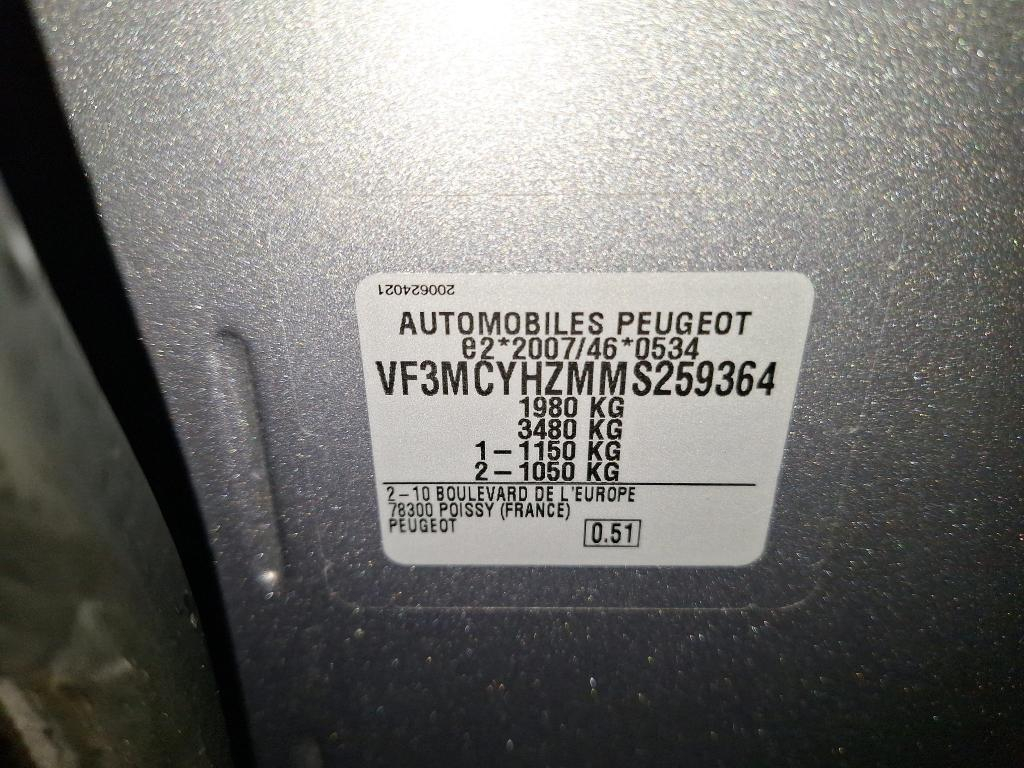 200624021
AUTOMOBILES PEUGEOT
e2*2007/46*0534
VF3MCYHZMMS259364
1980 KG
3480 KG
1-1150 KG
2-1050 KG
2-10 BOULEVARD DE L'EUROPE
78300 POISSY (FRANCE)
PEUGEOT
0.51